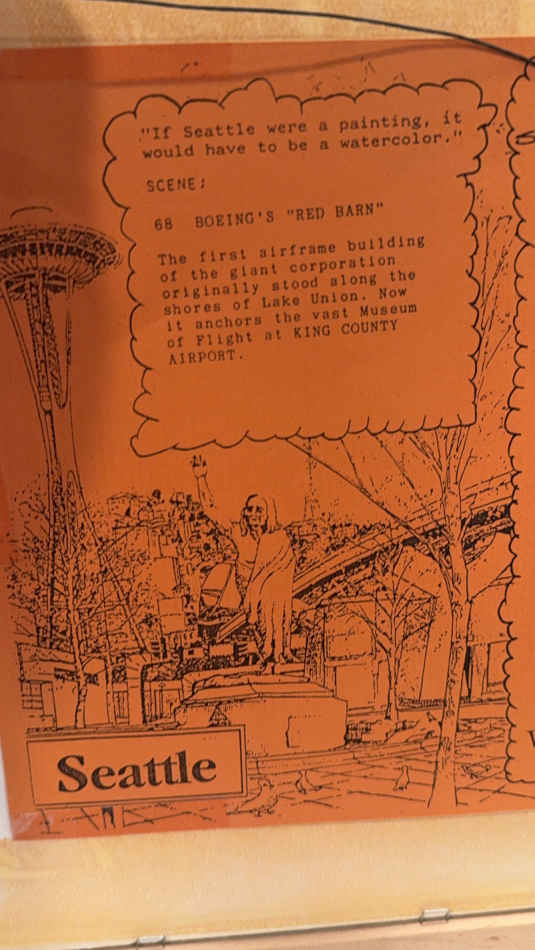 "If Seattle were a painting, it
would have to be a watercolor."
SCENE;
68 BOEING'S "RED BARN"
The first airframe building
of the giant corporation
originally stood along the
shores of Lake Union. Now
it anchors the vast Museum
of Flight at KING COUNTY
AIRPORT.
Seattle